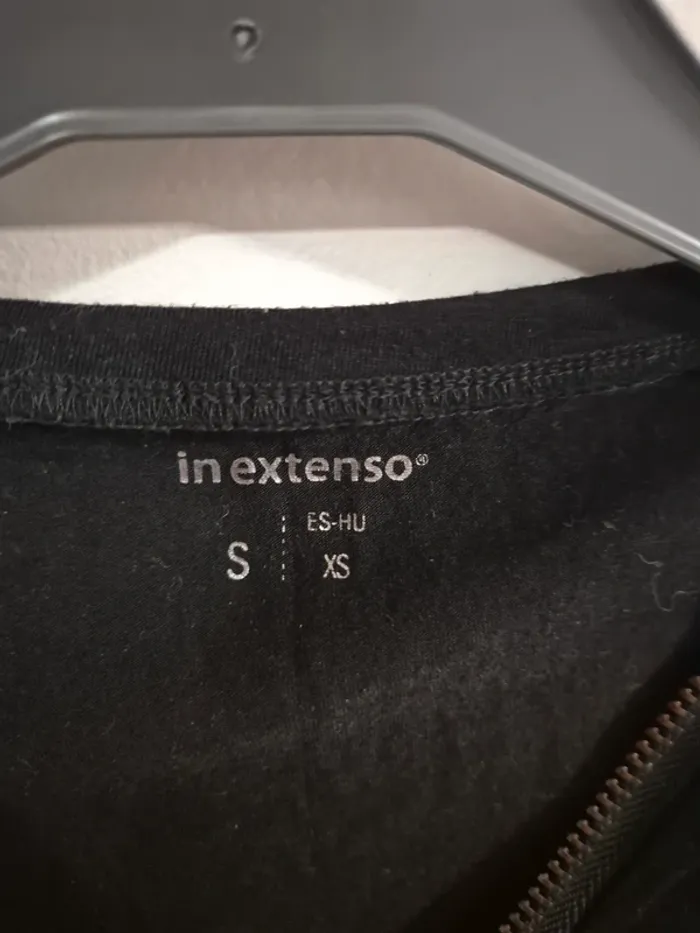 in extenso®
ES-HU
S XS